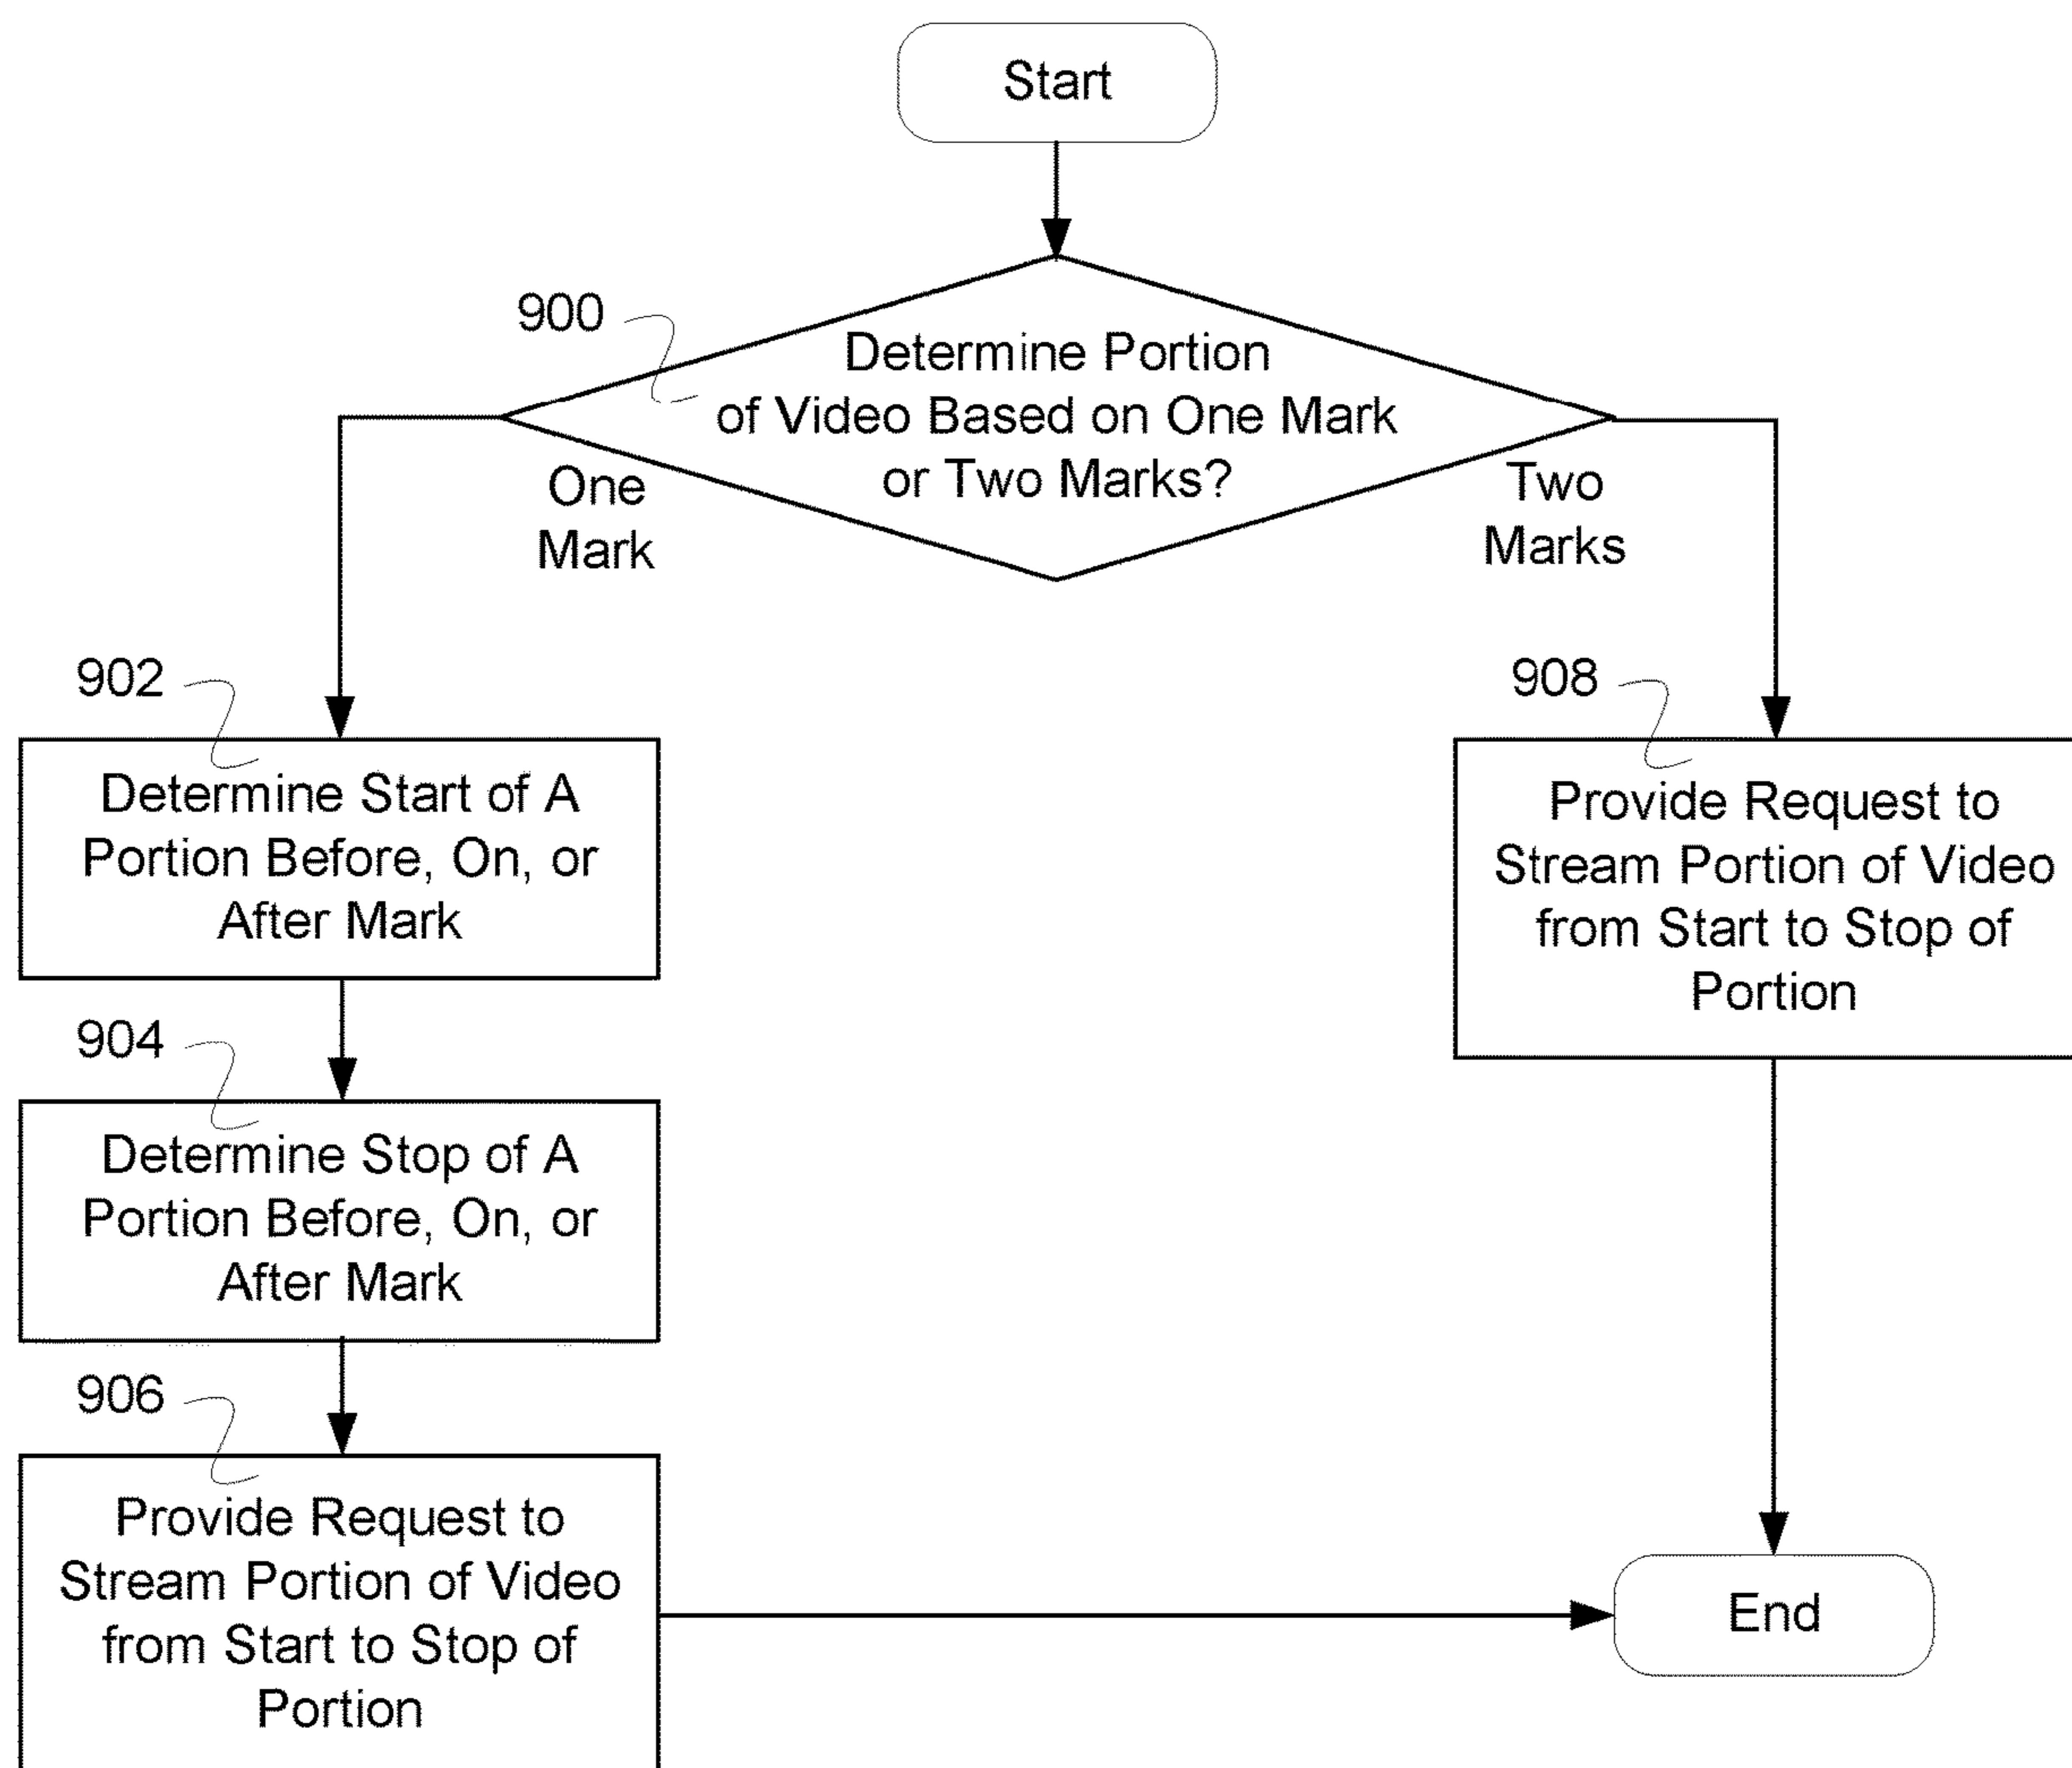 Start
900
Determine Portion
of Video Based on One Mark
or Two Marks?
One
Mark
Two
Marks
902
Determine Start of A
Portion Before, On, or
After Mark
904
Determine Stop of A
Portion Before, On, or
After Mark
906
Provide Request to
Stream Portion of Video
from Start to Stop of
Portion
908
Provide Request to
Stream Portion of Video
from Start to Stop of
Portion
End